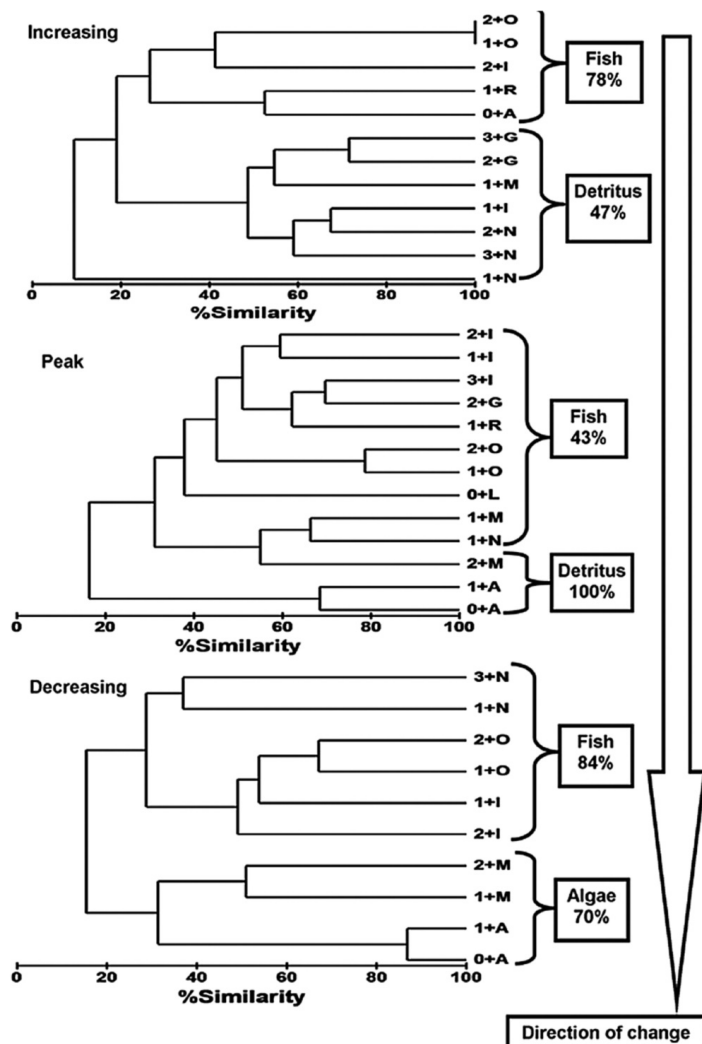 Increasing
2+O
1+O
2+I
1+R
0+A
Fish
78%
3+G
2+G
1+M
1+I
2+N
3+N
1+N
Detritus
47%
0 20 40 60 80 100
%Similarity
Peak
2+I
1+I
3+I
2+G
1+R
2+O
1+O
0+L
1+M
1+N
Fish
43%
2+M
1+A
0+A
Detritus
100%
0 20 40 60 80 100
%Similarity
Decreasing
3+N
1+N
2+O
1+O
1+I
2+I
Fish
84%
2+M
1+M
1+A
0+A
Algae
70%
0 20 40 60 80 100
%Similarity
Direction of change